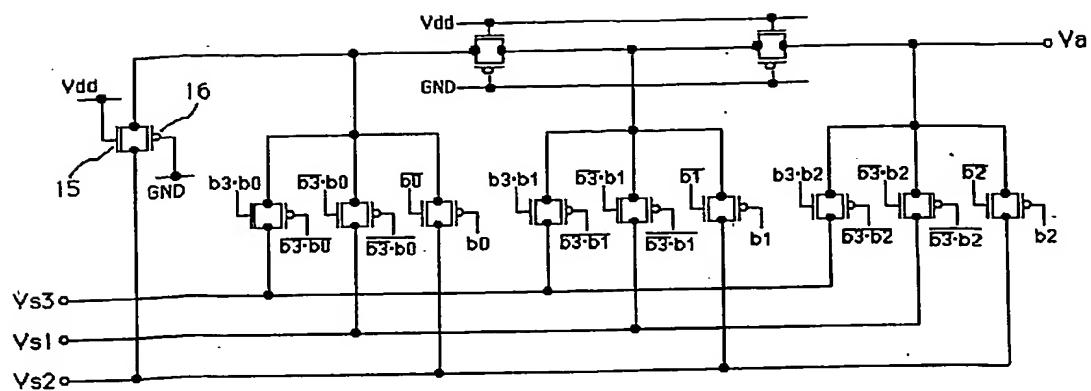 Vdd
Va
Vdd
16
GND
15
GND
b3·b0
b̅3̅·b0
b̅0̅
b3·b1
b̅3̅·b1
b̅1̅
b3·b2
b̅3̅·b2
b̅2̅
b̅3̅·̅b̅0̅
b̅3̅·̅b̅0̅
b0
b̅3̅·̅b̅1̅
b̅3̅·̅b̅1̅
b1
b̅3̅·̅b̅2̅
b̅3̅·̅b̅2̅
b2
Vs3
Vs1
Vs2